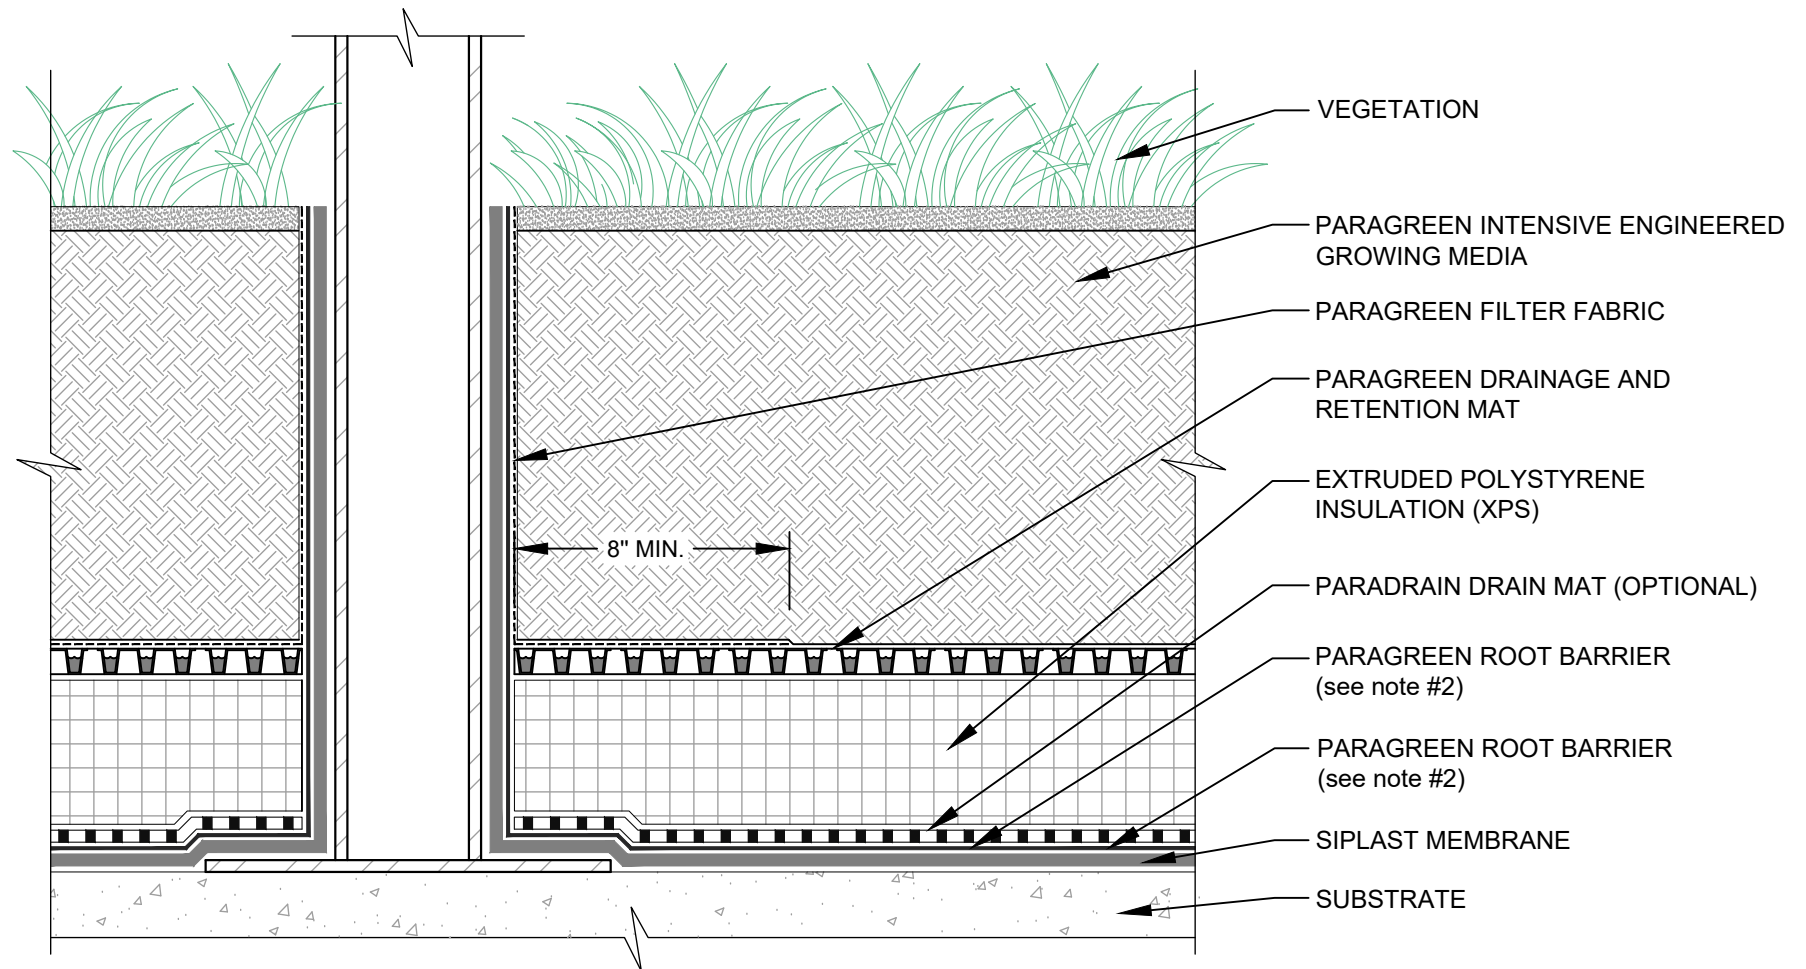 VEGETATION
PARAGREEN INTENSIVE ENGINEERED
GROWING MEDIA
PARAGREEN FILTER FABRIC
PARAGREEN DRAINAGE AND
RETENTION MAT
EXTRUDED POLYSTYRENE
INSULATION (XPS)
8" MIN.
PARADRAIN DRAIN MAT (OPTIONAL)
PARAGREEN ROOT BARRIER
(see note #2)
PARAGREEN ROOT BARRIER
(see note #2)
SIPLAST MEMBRANE
SUBSTRATE